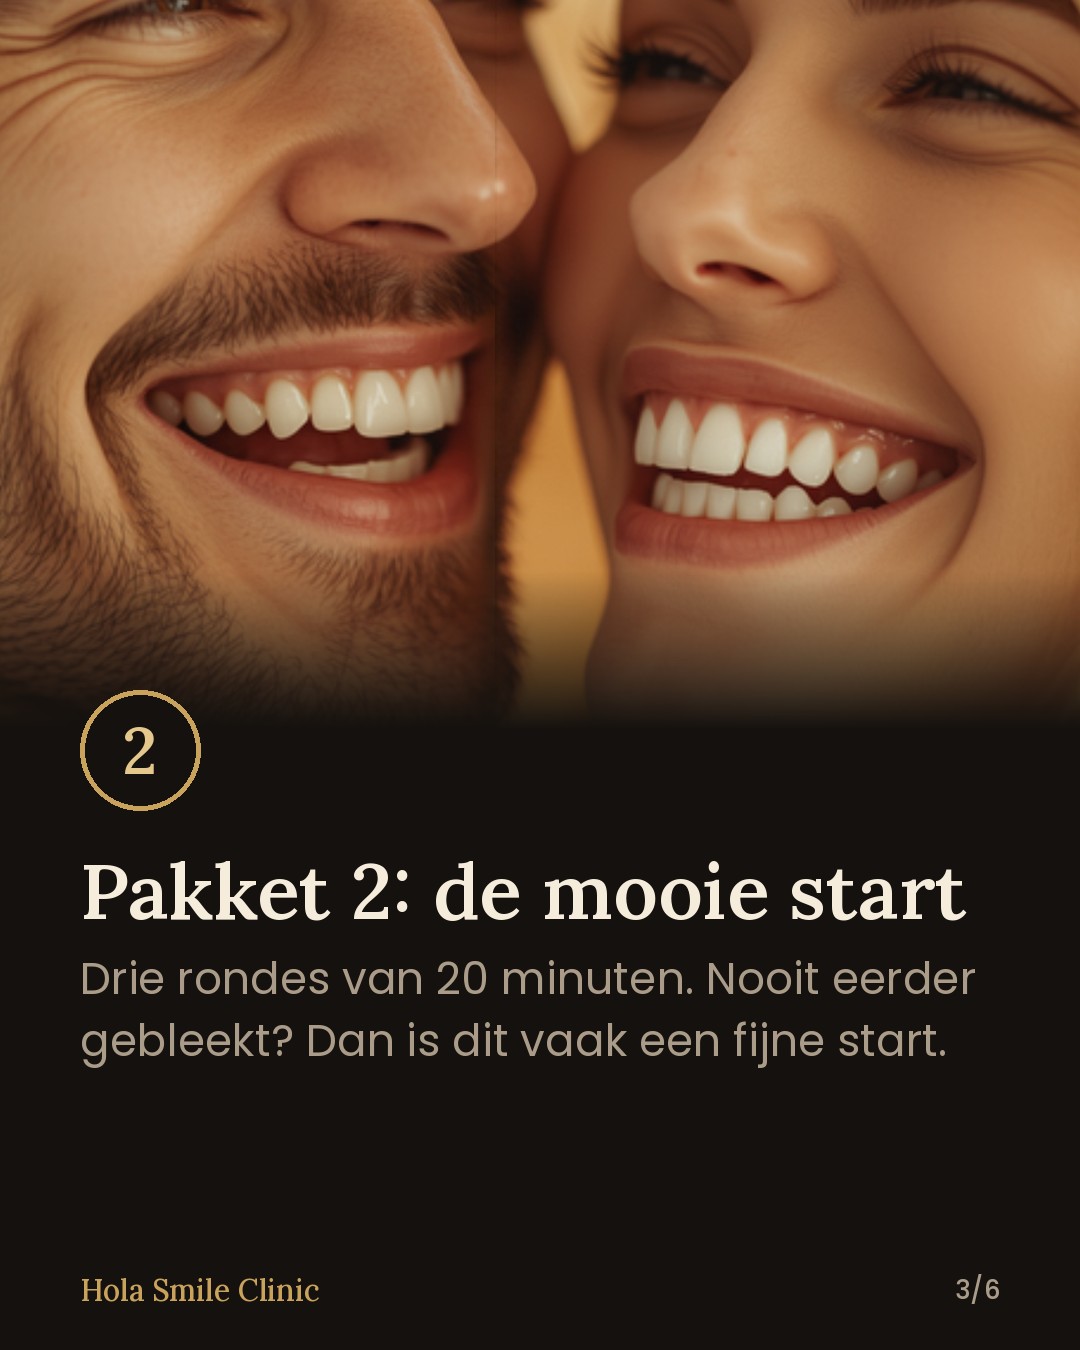 2
Pakket 2: de mooie start
Drie rondes van 20 minuten. Nooit eerder
gebleekt? Dan is dit vaak een fijne start.
Hola Smile Clinic
3/6